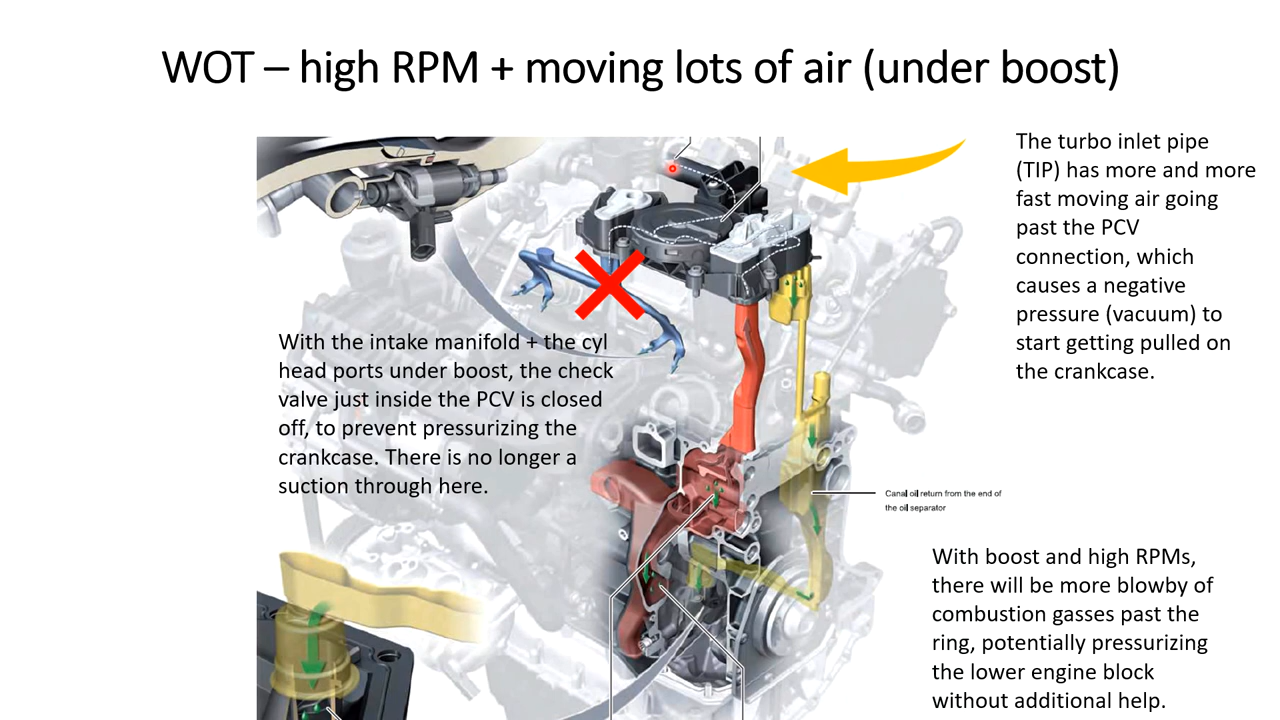 WOT – high RPM + moving lots of air (under boost)
The turbo inlet pipe
(TIP) has more and more
fast moving air going
past the PCV
connection, which
causes a negative
pressure (vacuum) to
start getting pulled on
the crankcase.
With the intake manifold + the cyl
head ports under boost, the check
valve just inside the PCV is closed
off, to prevent pressurizing the
crankcase. There is no longer a
suction through here.
Canal oil return from the end of
the oil separator
With boost and high RPMs,
there will be more blowby of
combustion gasses past the
ring, potentially pressurizing
the lower engine block
without additional help.